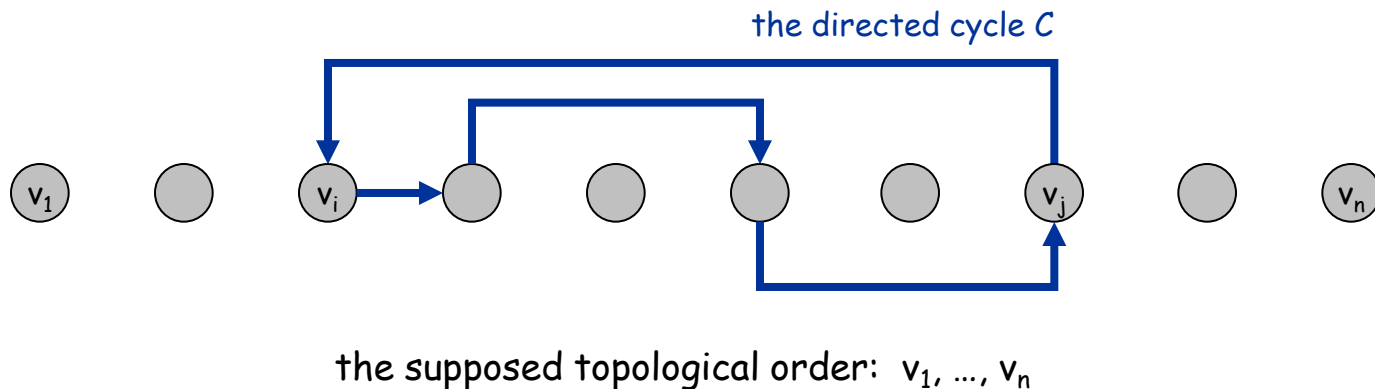 the directed cycle C
v₁ vᵢ vⱼ vₙ
the supposed topological order: v₁, …, vₙ